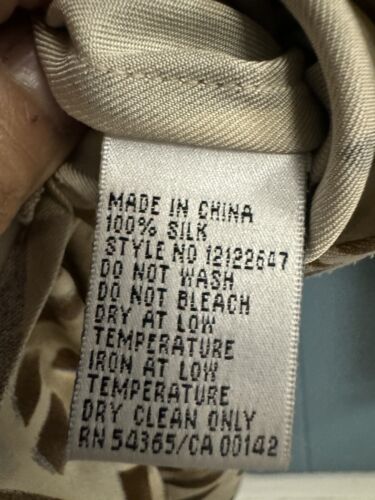 MADE IN CHINA
100% SILK
STYLE NO 12122647
DO NOT WASH
DO NOT BLEACH
DRY AT LOW
TEMPERATURE
IRON AT LOW
TEMPERATURE
DRY CLEAN ONLY
RN 54365/CA 00142